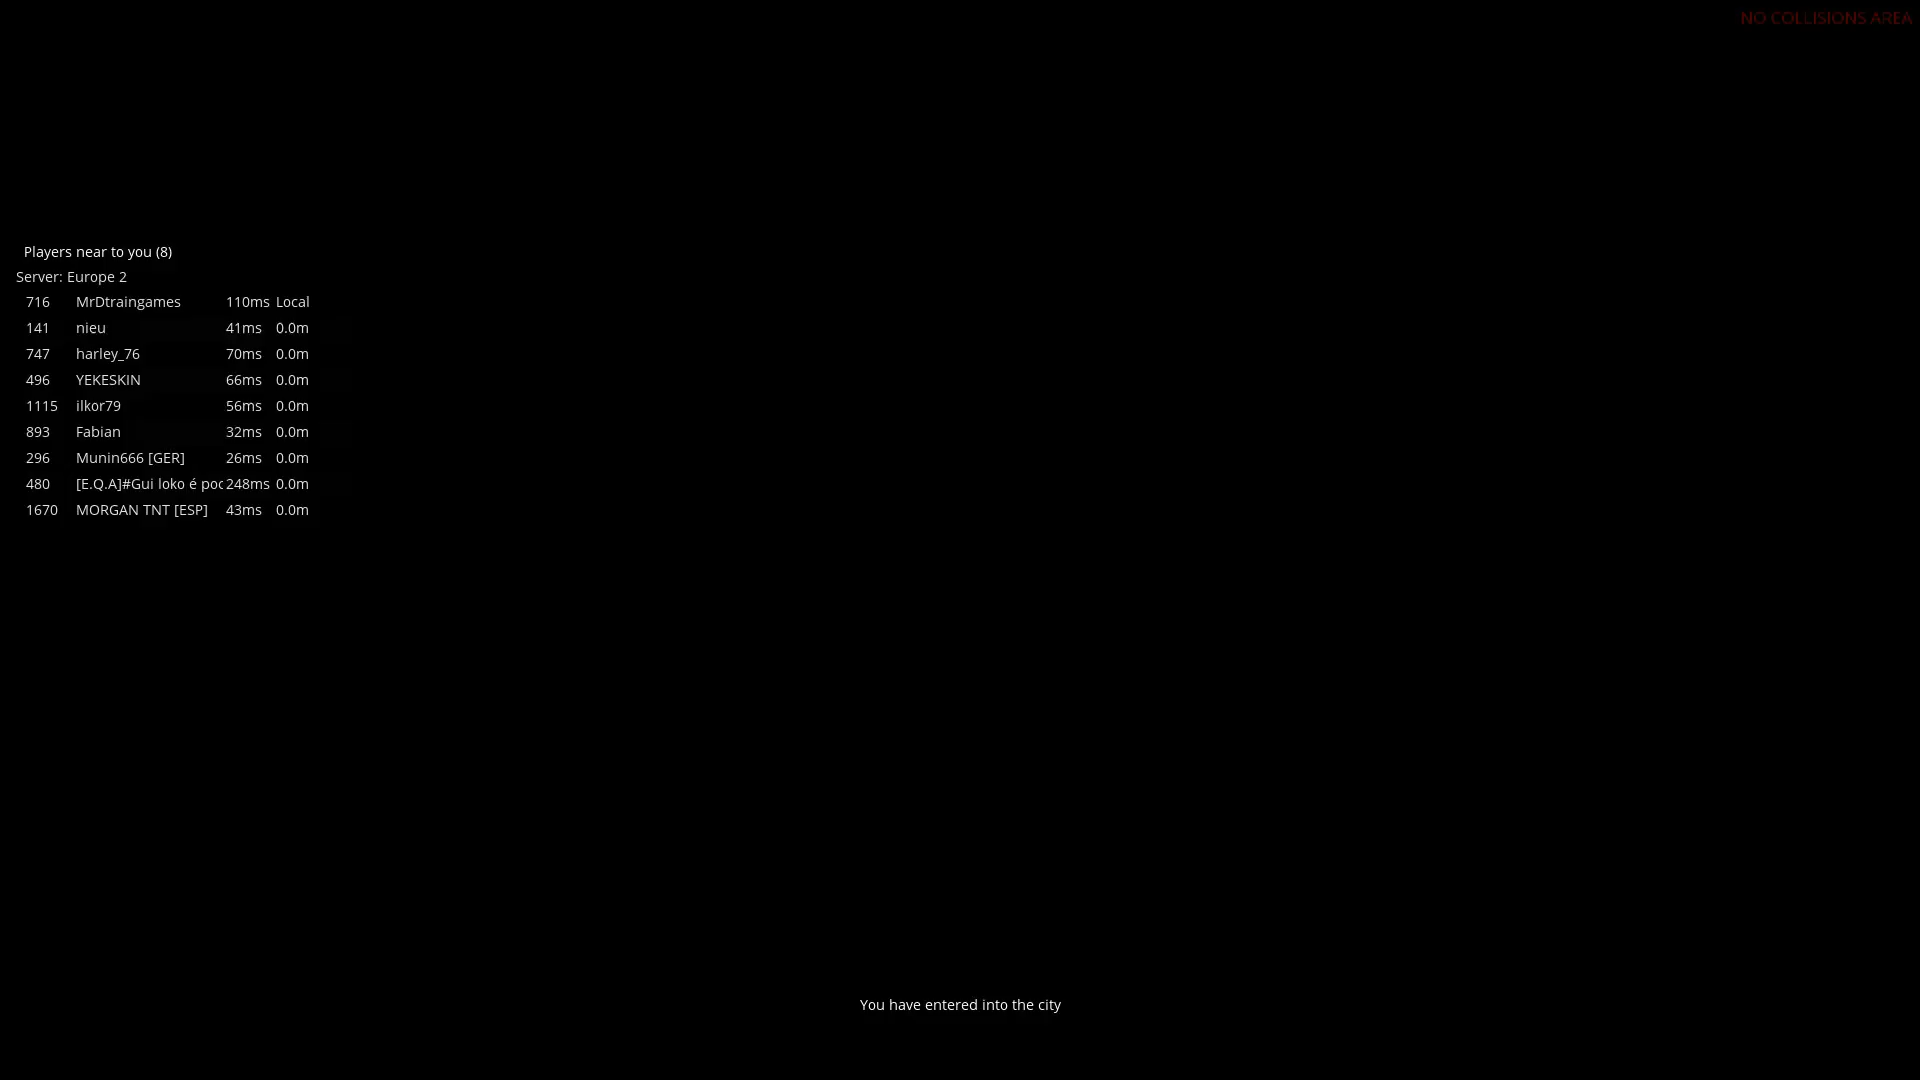 NO COLLISIONS AREA
Players near to you (8)
Server: Europe 2
716 MrDtraingames 110ms Local
141 nieu 41ms 0.0m
747 harley_76 70ms 0.0m
496 YEKESKIN 66ms 0.0m
1115 ilkor79 56ms 0.0m
893 Fabian 32ms 0.0m
296 Munin666 [GER] 26ms 0.0m
480 [E.Q.A]#Gui loko é poc 248ms 0.0m
1670 MORGAN TNT [ESP] 43ms 0.0m
You have entered into the city